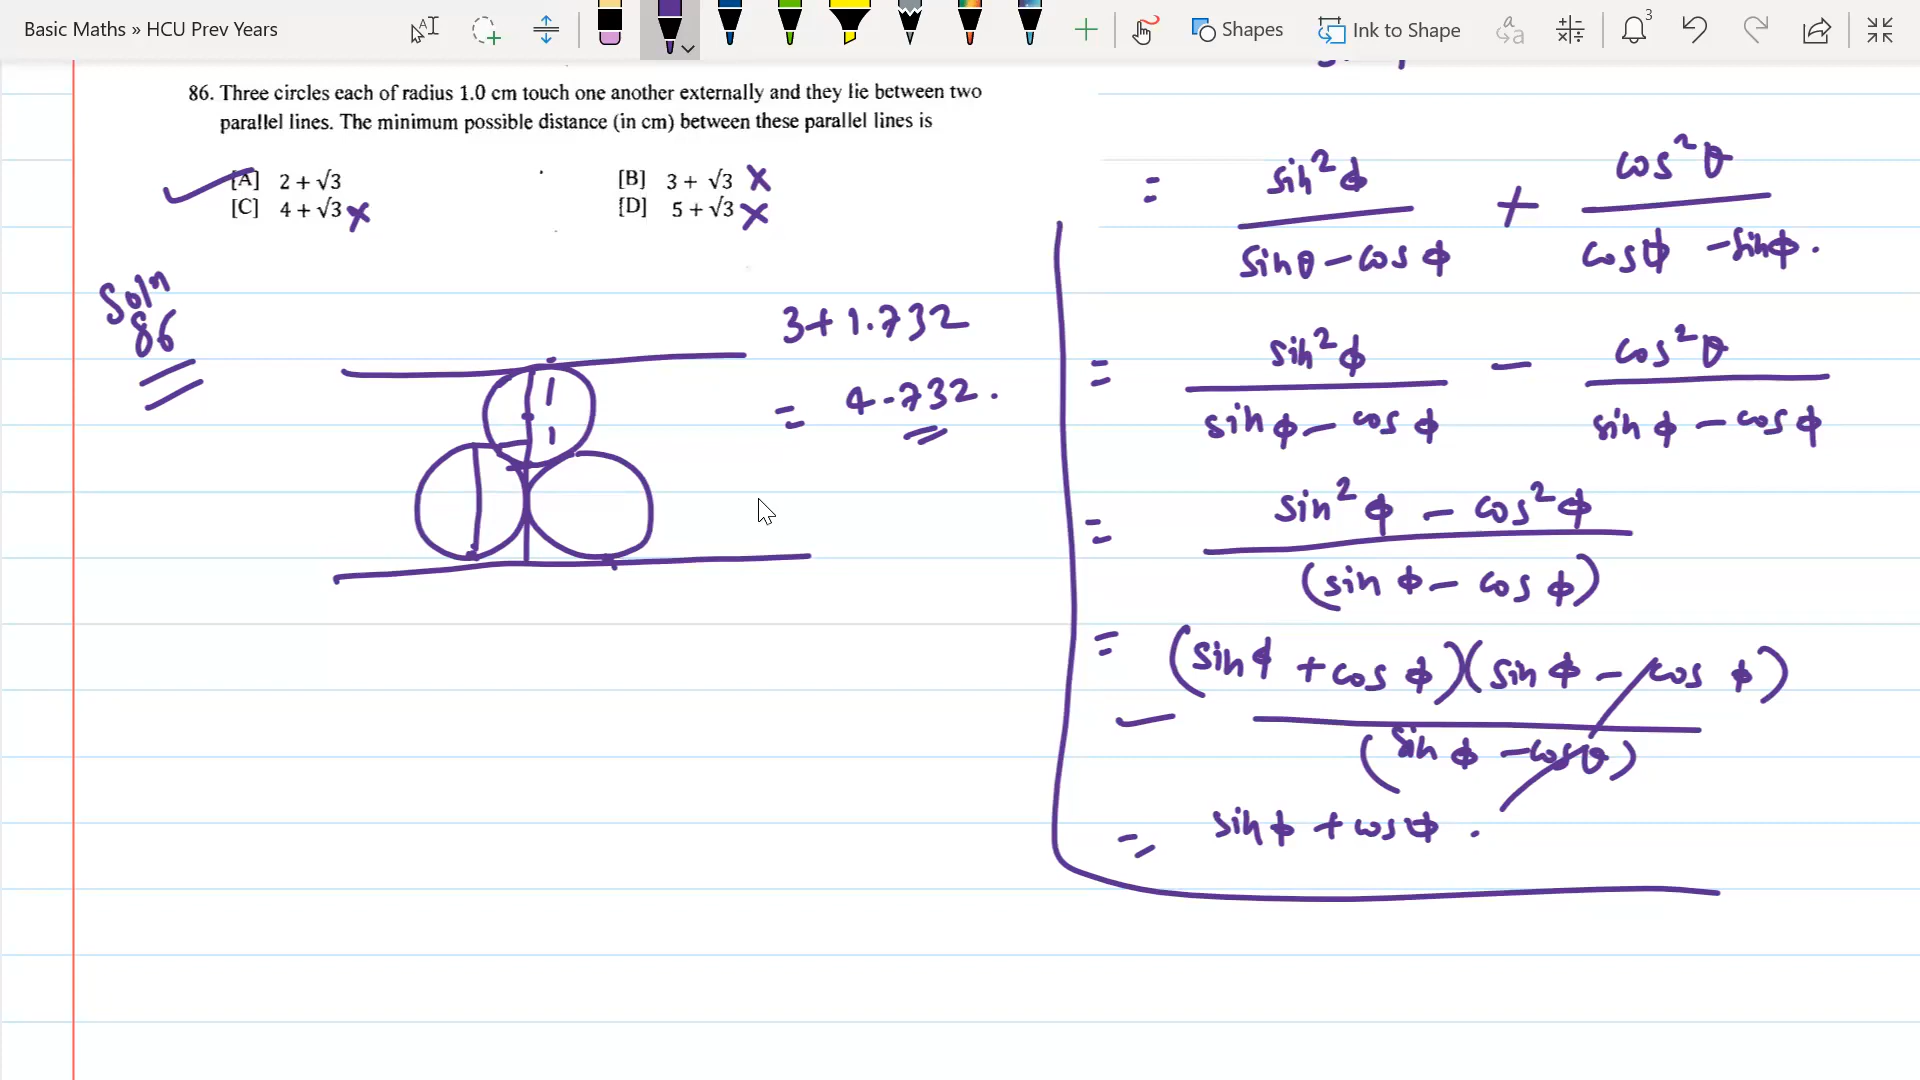 Basic Maths » HCU Prev Years
3
Shapes
Ink to Shape
86. Three circles each of radius 1.0 cm touch one another externally and they lie between two
parallel lines. The minimum possible distance (in cm) between these parallel lines is
[A] 2 + √3
[B] 3 + √3 ×
[C] 4 + √3 ×
[D] 5 + √3 ×
Soln
86
3+1.732
= 4.732.
1
1
= sin²ϕ / sinθ - cosϕ + cos²θ / cosϕ - sinϕ.
= sin²ϕ / sinϕ - cosϕ - cos²θ / sinϕ - cosϕ
= sin²ϕ - cos²ϕ / (sinϕ - cosϕ)
= (sinϕ + cosϕ)(sinϕ - cosϕ) / (sinϕ - cosθ)
= sinϕ + cosϕ.